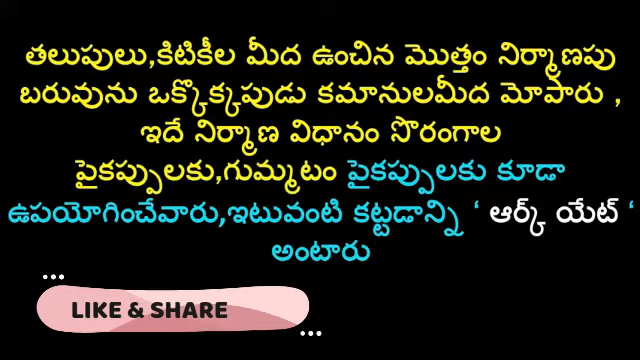 తలుపులు,కిటికీల మీద ఉంచిన మొత్తం నిర్మాణపు
బరువును ఒక్కొక్కపుడు కమానులమీద మోపారు ,
ఇదే నిర్మాణ విధానం సొరంగాల
పైకప్పులకు,గుమ్మటం పైకప్పులకు కూడా
ఉపయోగించేవారు,ఇటువంటి కట్టడాన్ని ‘ ఆర్క్ యేట్ ‘
అంటారు
LIKE & SHARE